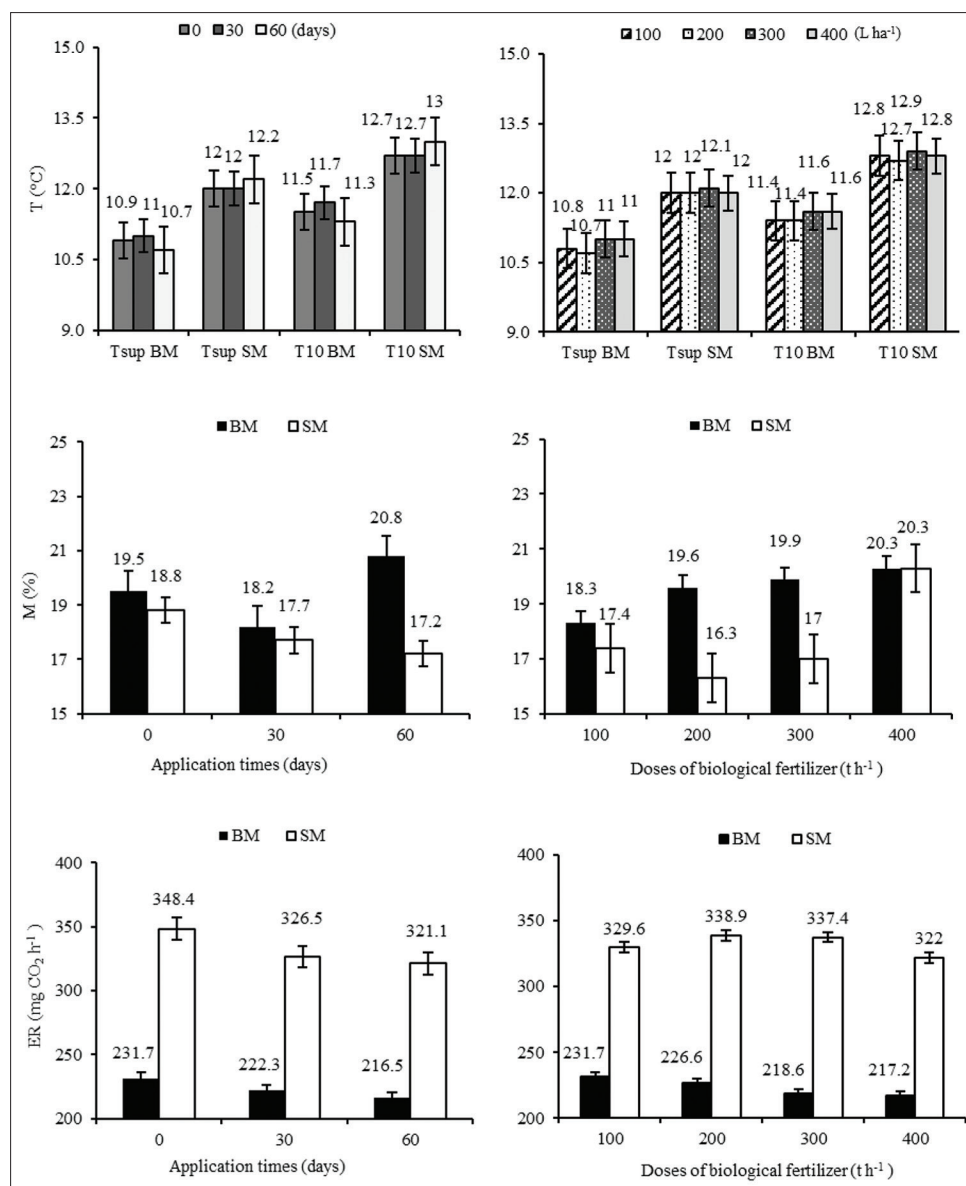 0 30 60 (days)
15.0
13.5
12.0
10.5
9.0
T (°C)
10.9 11 10.7
12 12 12.2
11.5 11.7 11.3
12.7 12.7 13
Tsup BM Tsup SM T10 BM T10 SM
100 200 300 400 (L ha-1)
15.0
13.5
12.0
10.5
9.0
10.8 10.7 11 11
12 12 12.1 12
11.4 11.4 11.6 11.6
12.8 12.7 12.9 12.8
Tsup BM Tsup SM T10 BM T10 SM
BM SM
25
23
21
19
17
15
M (%)
19.5 18.8
18.2 17.7
20.8 17.2
0 30 60
Application times (days)
BM SM
25
23
21
19
17
15
18.3 17.4
19.6 16.3
19.9 17
20.3 20.3
100 200 300 400
Doses of biological fertilizer (t h-1)
BM SM
400
350
300
250
200
ER (mg CO2 h-1)
231.7 348.4
222.3 326.5
216.5 321.1
0 30 60
Application times (days)
BM SM
400
350
300
250
200
231.7 329.6
226.6 338.9
218.6 337.4
217.2 322
100 200 300 400
Doses of biological fertilizer (t h-1)